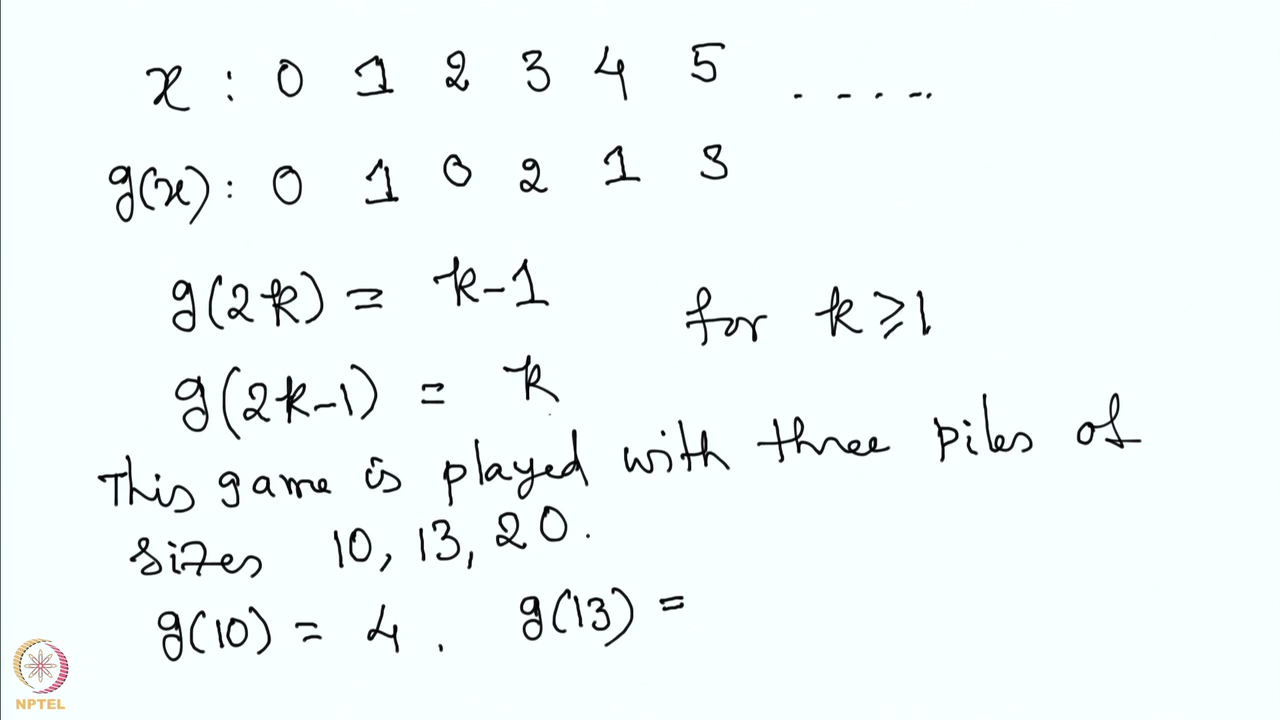 x : 0 1 2 3 4 5 . . . . .
g(x) : 0 1 0 2 1 3
g(2k) = k-1 for k ≥ 1
g(2k-1) = k
This game is played with three piles of
sizes 10, 13, 20.
g(10) = 4 . g(13) =
NPTEL